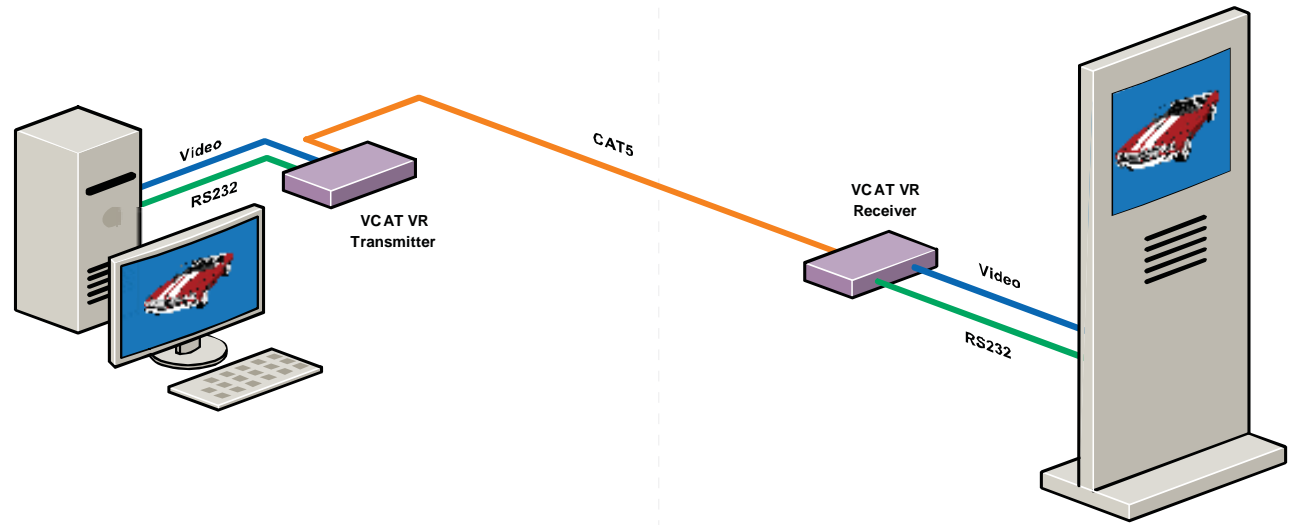 Video
RS232
VCAT VR
Transmitter
CAT5
VCAT VR
Receiver
Video
RS232